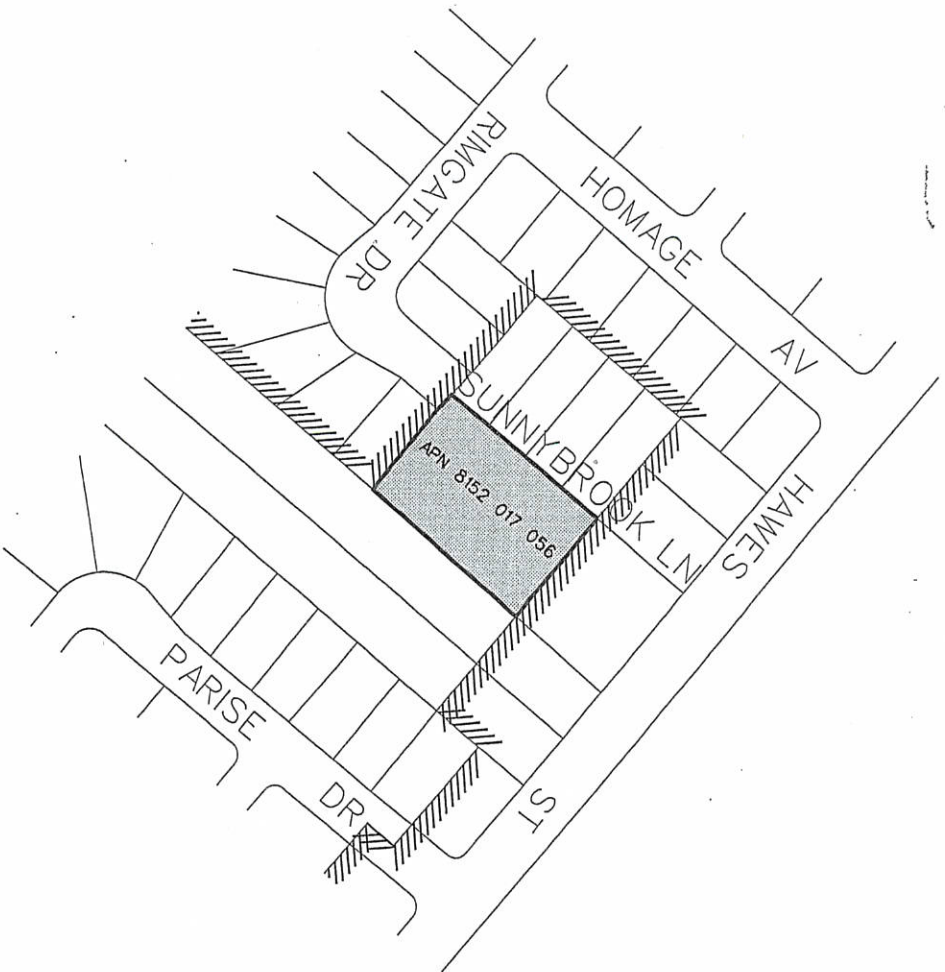 RIMGATE DR
HOMAGE AV
SUNNYBROOK LN
APN 8152 017 056
HAWES ST
PARISE DR